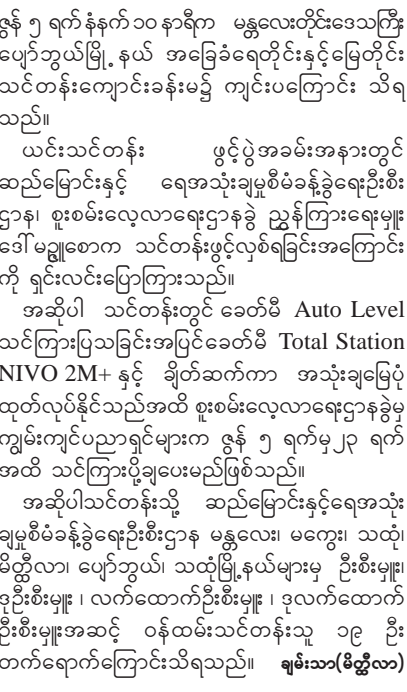 ဇွန် ၅ ရက် နံနက် ၁၀ နာရီက မန္တလေးတိုင်းဒေသကြီး
ပျော်ဘွယ်မြို့နယ် အခြေခံရေတိုင်းနှင့်မြေတိုင်း
သင်တန်းကျောင်းခန်းမ၌ ကျင်းပကြောင်း သိရ
သည်။
ယင်းသင်တန်း ဖွင့်ပွဲအခမ်းအနားတွင်
ဆည်မြောင်းနှင့် ရေအသုံးချမှုစီမံခန့်ခွဲရေးဦးစီး
ဌာန၊ စူးစမ်းလေ့လာရေးဌာနခွဲ ညွှန်ကြားရေးမှူး
ဒေါ်မဥ္ဇူစောက သင်တန်းဖွင့်လှစ်ရခြင်းအကြောင်း
ကို ရှင်းလင်းပြောကြားသည်။
အဆိုပါ သင်တန်းတွင် ခေတ်မီ Auto Level
သင်ကြားပြသခြင်းအပြင်ခေတ်မီ Total Station
NIVO 2M+ နှင့် ချိတ်ဆက်ကာ အသုံးချမြေပုံ
ထုတ်လုပ်နိုင်သည်အထိ စူးစမ်းလေ့လာရေးဌာနခွဲမှ
ကျွမ်းကျင်ပညာရှင်များက ဇွန် ၅ ရက်မှ၂၃ ရက်
အထိ သင်ကြားပို့ချပေးမည်ဖြစ်သည်။
အဆိုပါသင်တန်းသို့ ဆည်မြောင်းနှင့်ရေအသုံး
ချမှုစီမံခန့်ခွဲရေးဦးစီးဌာန မန္တလေး၊ မကွေး၊ သထုံ၊
မိတ္ထီလာ၊ ပျော်ဘွယ်၊ သထုံမြို့နယ်များမှ ဦးစီးမှူး၊
ဒုဦးစီးမှူး ၊ လက်ထောက်ဦးစီးမှူး ၊ ဒုလက်ထောက်
ဦးစီးမှူးအဆင့် ဝန်ထမ်းသင်တန်းသူ ၁၉ ဦး
တက်ရောက်ကြောင်းသိရသည်။ ချမ်းသာ(မိတ္ထီလာ)